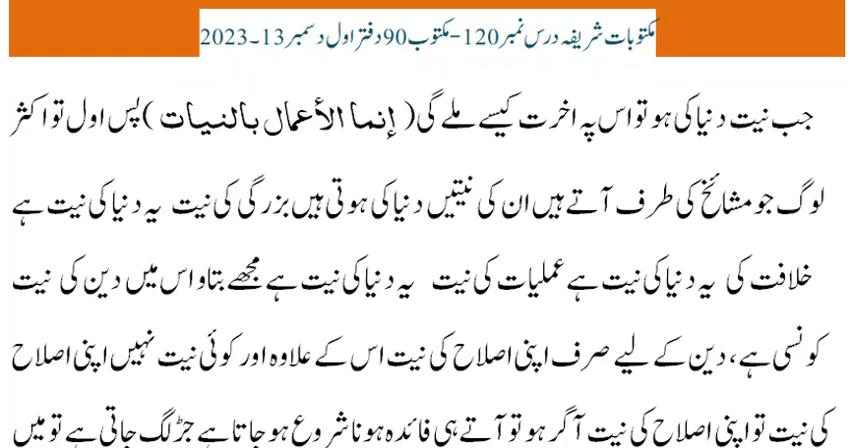 مکتوبات شریفہ درس نمبر 120-مکتوب 90 دفتر اول دسمبر 13۔2023
جب نیت دنیا کی ہو تو اس پہ اخرت کیسے ملے گی (إنما الأعمال بالنيات) پس اول تو اکثر
لوگ جو مشائخ کی طرف آتے ہیں ان کی نیتیں دنیا کی ہوتی ہیں بزرگی کی نیت یہ دنیا کی نیت ہے
خلافت کی یہ دنیا کی نیت ہے عملیات کی نیت یہ دنیا کی نیت ہے مجھے بتاو اس میں دین کی نیت
کونسی ہے، دین کے لیے صرف اپنی اصلاح کی نیت اس کے علاوہ اور کوئی نیت نہیں اپنی اصلاح
کی نیت تو اپنی اصلاح کی نیت آگر ہو تو آتے ہی فائدہ ہونا شروع ہو جاتا ہے جڑ لگ جاتی ہے تو میں